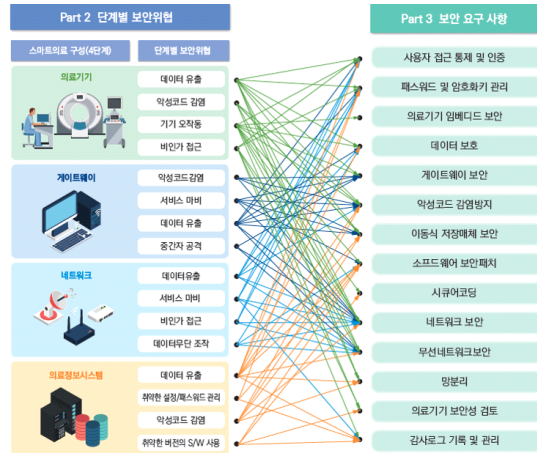 Part 2 단계별 보안위협
Part 3 보안 요구 사항
스마트의료 구성(4단계)
단계별 보안위협
의료기기
데이터 유출
악성코드 감염
기기 오작동
비인가 접근
게이트웨이
악성코드감염
서비스 마비
데이터 유출
중간자 공격
네트워크
데이터유출
서비스 마비
비인가 접근
데이터무단 조작
의료정보시스템
데이터 유출
취약한 설정/패스워드 관리
악성코드 감염
취약한 버전의 S/W 사용
사용자 접근 통제 및 인증
패스워드 및 암호화키 관리
의료기기 임베디드 보안
데이터 보호
게이트웨이 보안
악성코드 감염방지
이동식 저장매체 보안
소프드웨어 보안패치
시큐어코딩
네트워크 보안
무선네트워크보안
망분리
의료기기 보안성 검토
감사로그 기록 및 관리